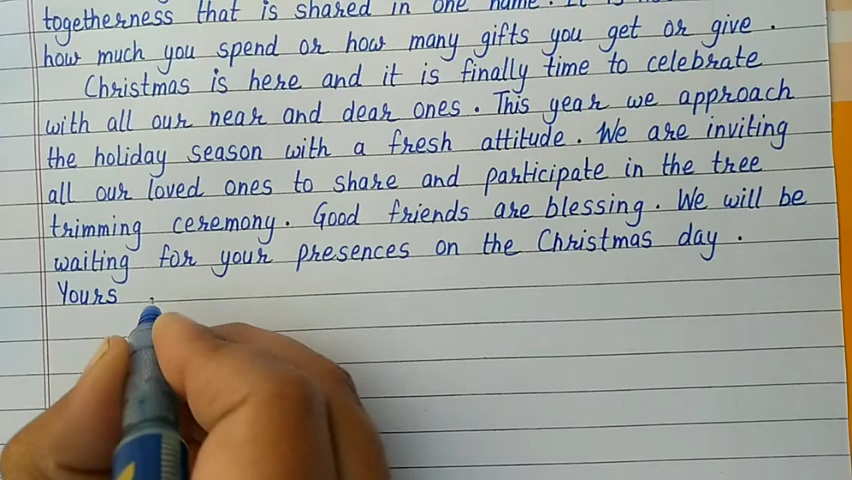 togetherness that is shared in one name. It is
how much you spend or how many gifts you get or give.
Christmas is here and it is finally time to celebrate
with all our near and dear ones. This year we approach
the holiday season with a fresh attitude. We are inviting
all our loved ones to share and participate in the tree
trimming ceremony. Good friends are blessing. We will be
waiting for your presences on the Christmas day.
Yours